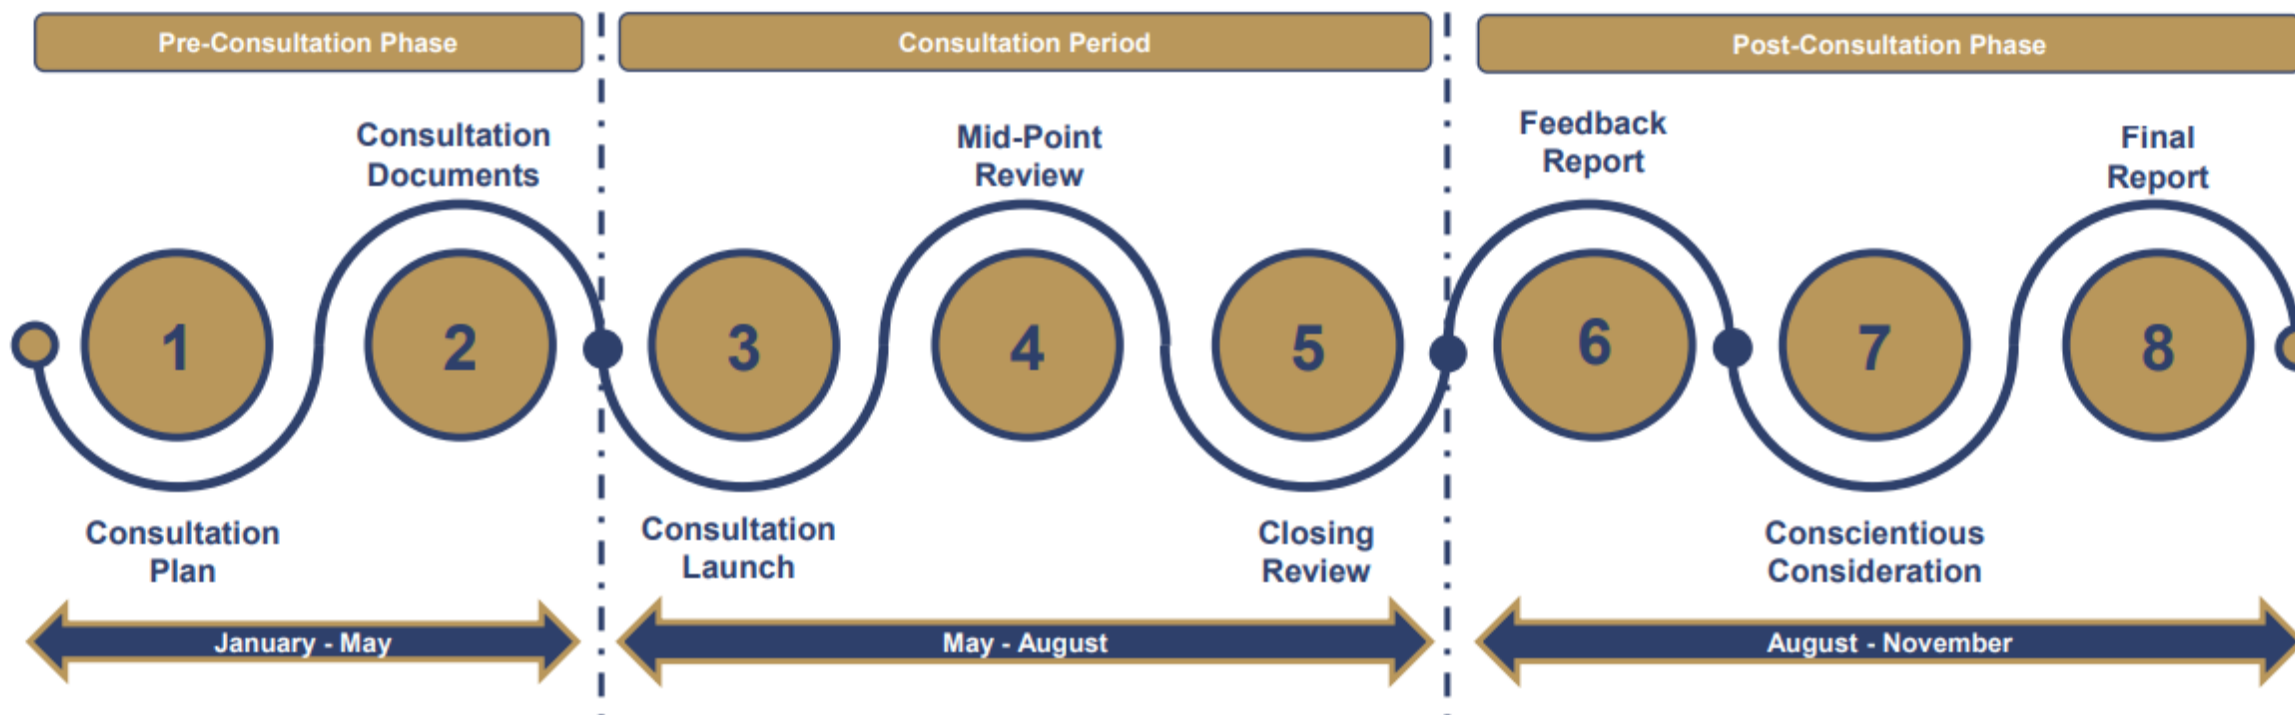 Pre-Consultation Phase
Consultation Period
Post-Consultation Phase
Consultation
Documents
Mid-Point
Review
Feedback
Report
Final
Report
1
2
3
4
5
6
7
8
Consultation
Plan
Consultation
Launch
Closing
Review
Conscientious
Consideration
January - May
May - August
August - November